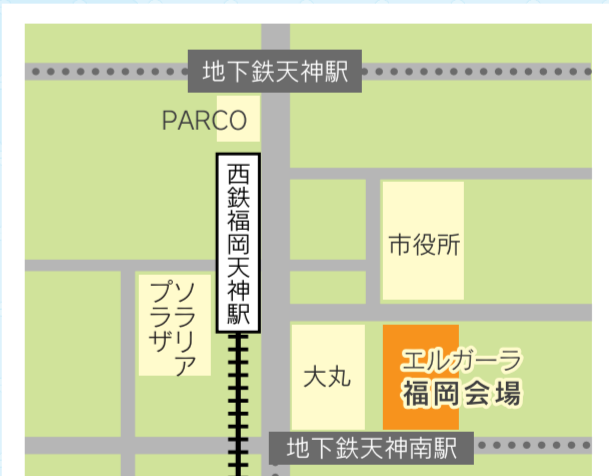 地下鉄天神駅
PARCO
西鉄福岡天神駅
市役所
ソラリア
プラザ
大丸
エルガーラ
福岡会場
地下鉄天神南駅